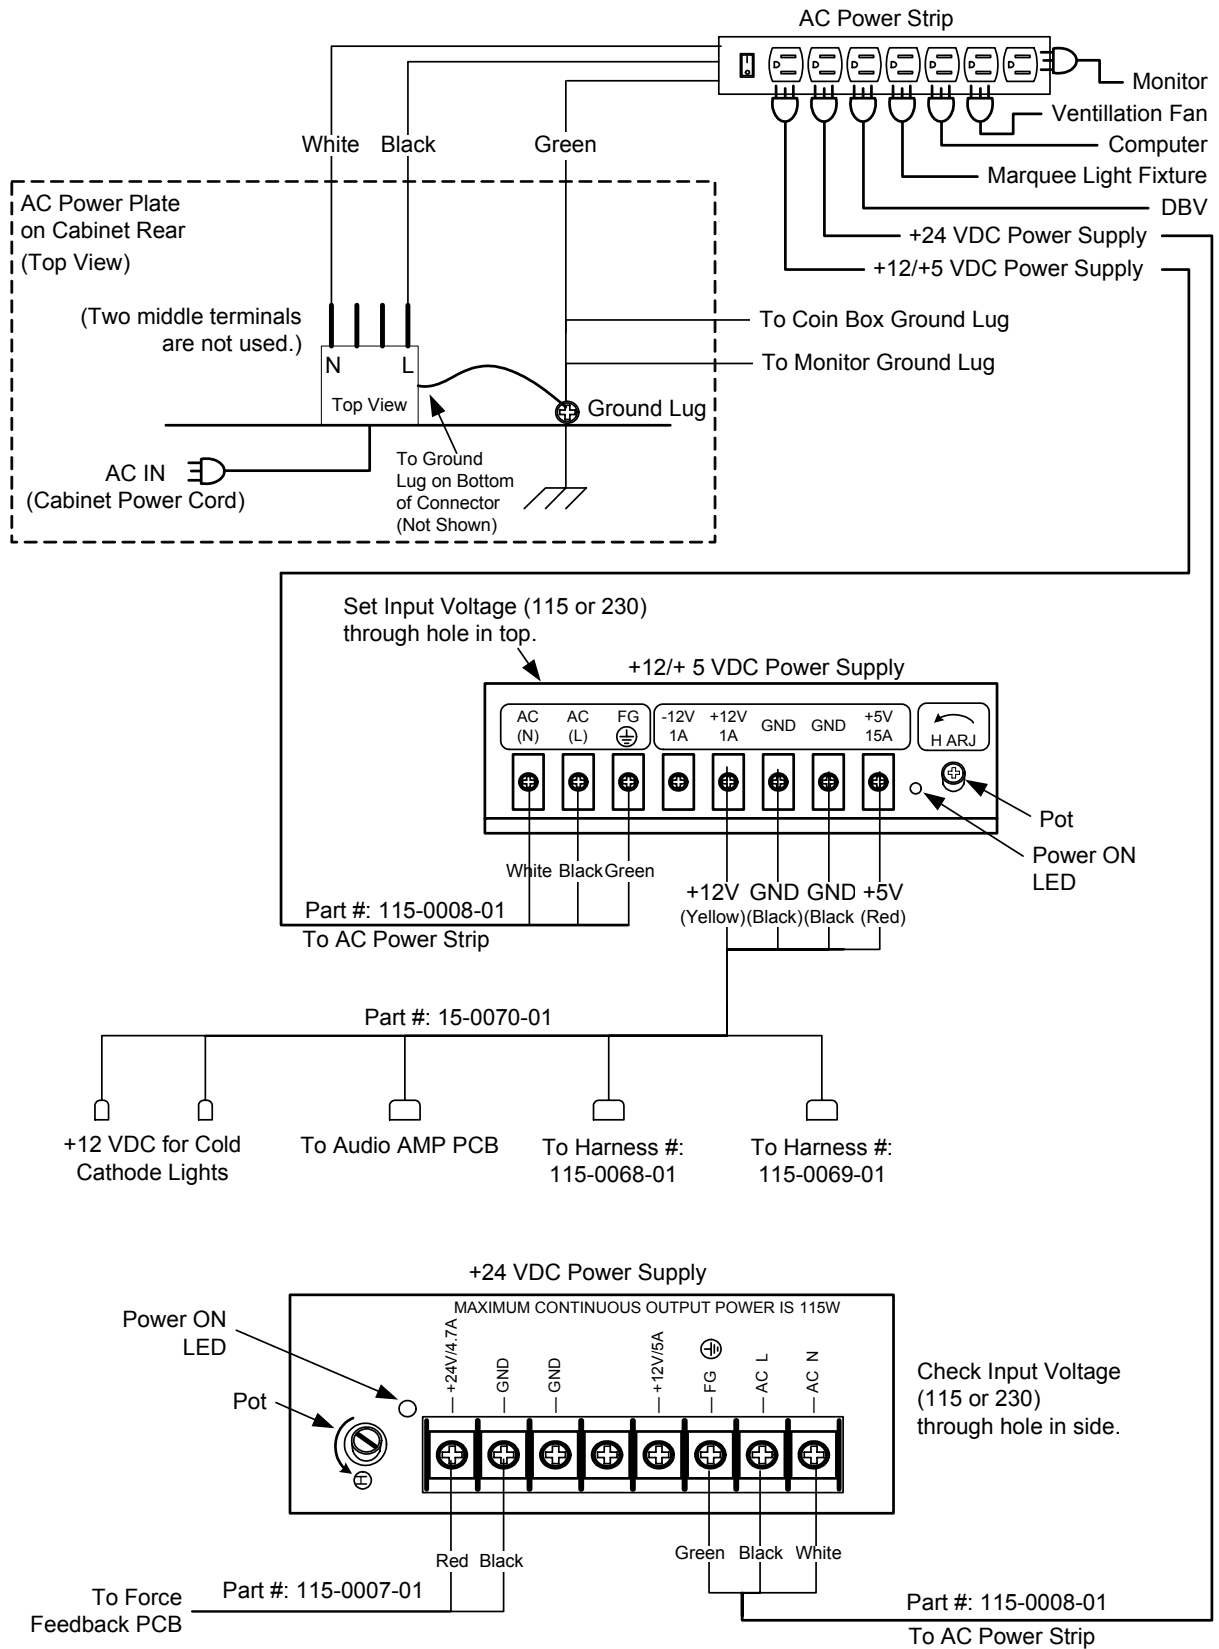 AC Power Strip
Monitor
Ventillation Fan
Computer
Marquee Light Fixture
DBV
+24 VDC Power Supply
+12/+5 VDC Power Supply
White
Black
Green
AC Power Plate
on Cabinet Rear
(Top View)
(Two middle terminals
are not used.)
N
L
Top View
To Coin Box Ground Lug
To Monitor Ground Lug
Ground Lug
AC IN
(Cabinet Power Cord)
To Ground
Lug on Bottom
of Connector
(Not Shown)
Set Input Voltage (115 or 230)
through hole in top.
+12/+ 5 VDC Power Supply
AC
(N)
AC
(L)
FG
-12V
1A
+12V
1A
GND
GND
+5V
15A
H ARJ
Pot
Power ON
LED
White
Black
Green
+12V
(Yellow)
GND
(Black)
GND
(Black
+5V
(Red)
Part #: 115-0008-01
To AC Power Strip
Part #: 15-0070-01
+12 VDC for Cold
Cathode Lights
To Audio AMP PCB
To Harness #:
115-0068-01
To Harness #:
115-0069-01
+24 VDC Power Supply
MAXIMUM CONTINUOUS OUTPUT POWER IS 115W
Power ON
LED
Pot
H
+24V/4.7A
GND
GND
+12V/5A
FG
AC L
AC N
Check Input Voltage
(115 or 230)
through hole in side.
Red
Black
Green
Black
White
To Force
Feedback PCB
Part #: 115-0007-01
Part #: 115-0008-01
To AC Power Strip